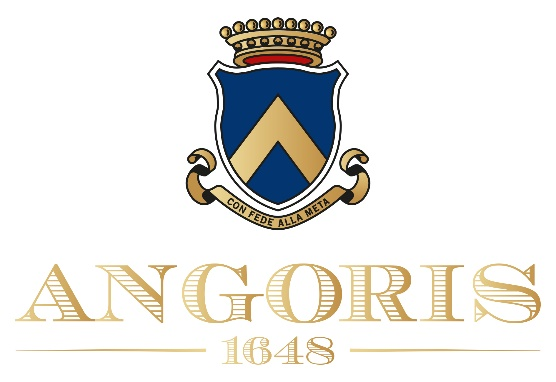 CON FEDE ALLA META
ANGORIS
1648